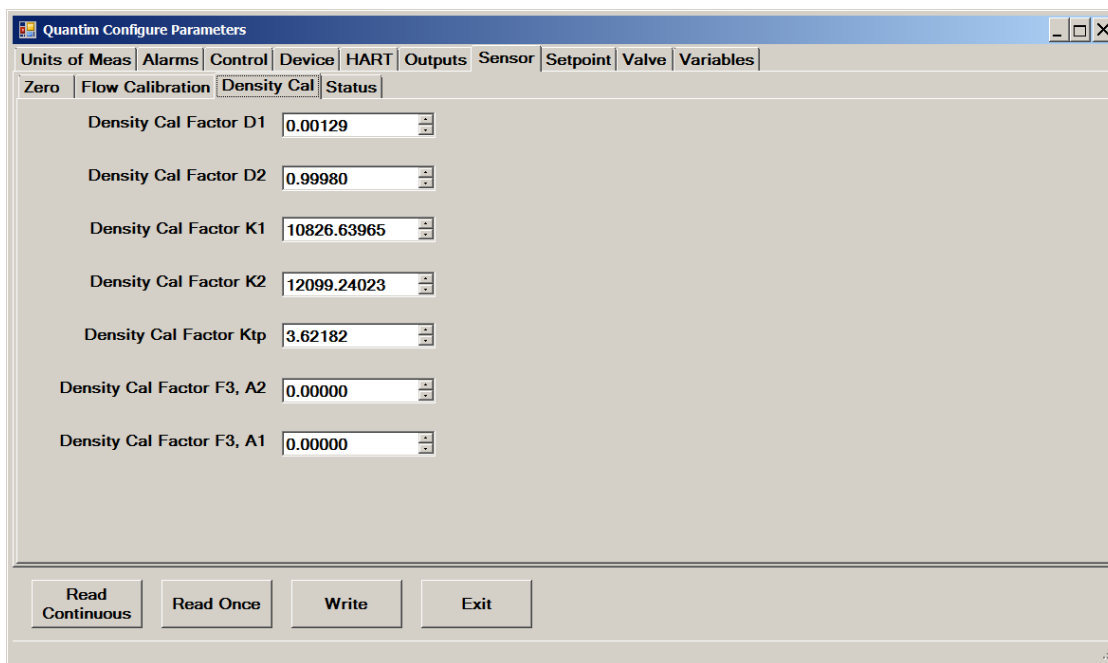 Quantim Configure Parameters
Units of Meas Alarms Control Device HART Outputs Sensor Setpoint Valve Variables
Zero Flow Calibration Density Cal Status
Density Cal Factor D1 0.00129
Density Cal Factor D2 0.99980
Density Cal Factor K1 10826.63965
Density Cal Factor K2 12099.24023
Density Cal Factor Ktp 3.62182
Density Cal Factor F3, A2 0.00000
Density Cal Factor F3, A1 0.00000
Read
Continuous
Read Once
Write
Exit